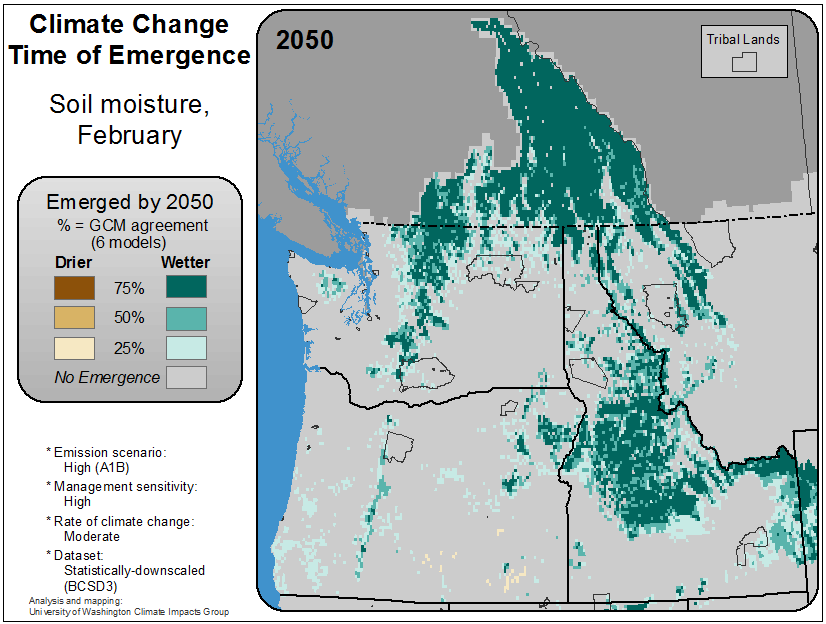 Climate Change
Time of Emergence
Soil moisture,
February
Emerged by 2050
% = GCM agreement
(6 models)
Drier Wetter
75%
50%
25%
No Emergence
* Emission scenario:
High (A1B)
* Management sensitivity:
High
* Rate of climate change:
Moderate
* Dataset:
Statistically-downscaled
(BCSD3)
Analysis and mapping:
University of Washington Climate Impacts Group
2050
Tribal Lands